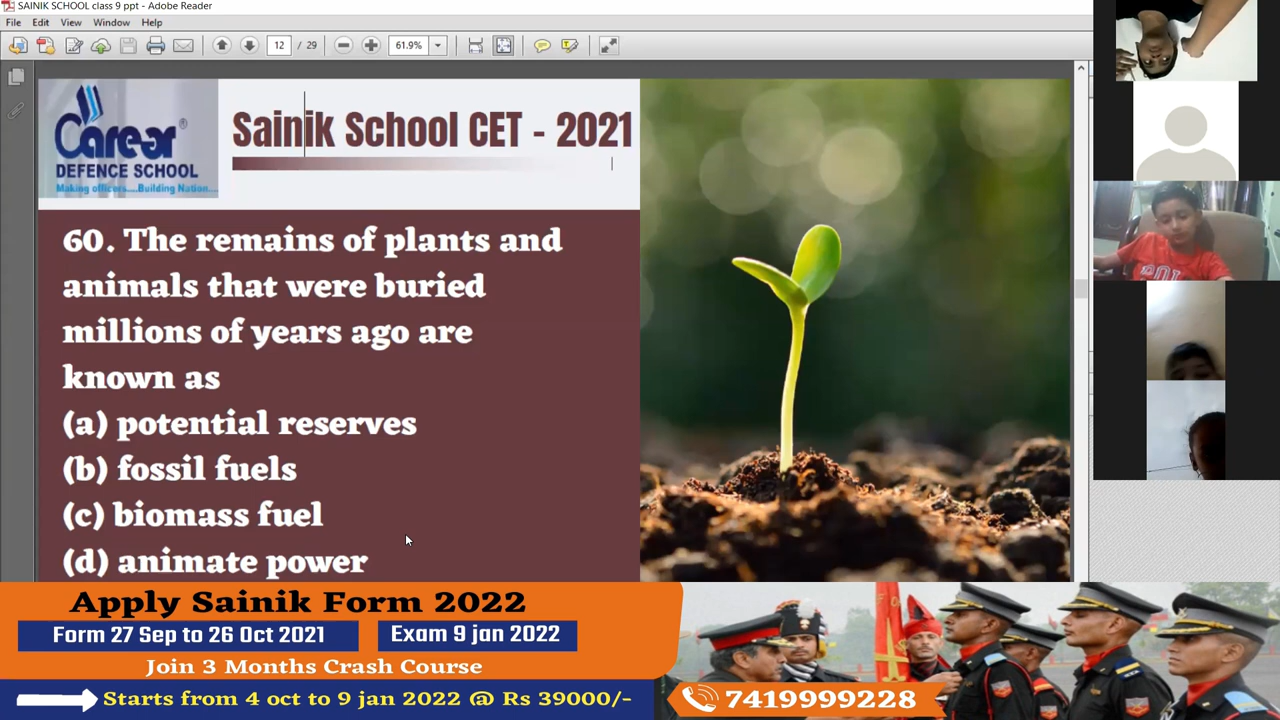 SAINIK SCHOOL class 9 ppt - Adobe Reader
File Edit View Window Help
12 / 29 61.9%
Career®
DEFENCE SCHOOL
Making officers....Building Nation....
Sainik School CET - 2021
60. The remains of plants and
animals that were buried
millions of years ago are
known as
(a) potential reserves
(b) fossil fuels
(c) biomass fuel
(d) animate power
Apply Sainik Form 2022
Form 27 Sep to 26 Oct 2021
Exam 9 jan 2022
Join 3 Months Crash Course
Starts from 4 oct to 9 jan 2022 @ Rs 39000/-
7419999228